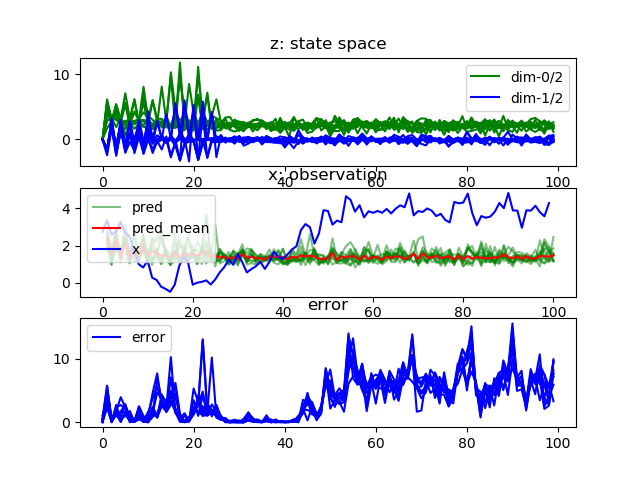 z: state space
10
0
dim-0/2
dim-1/2
0 20 40 60 80 100
x: observation
4
2
0
pred
pred_mean
x
0 20 40 60 80 100
error
10
0
error
0 20 40 60 80 100